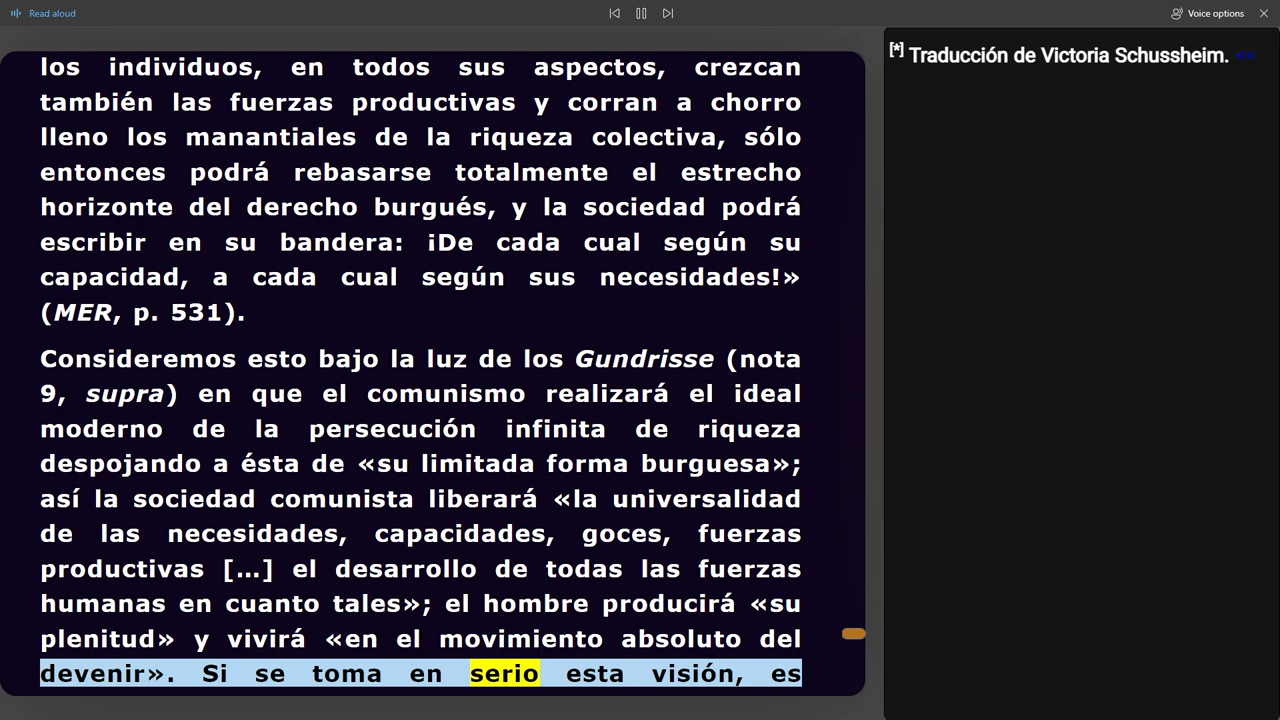 Read aloud
Voice options
los individuos, en todos sus aspectos, crezcan
también las fuerzas productivas y corran a chorro
lleno los manantiales de la riqueza colectiva, sólo
entonces podrá rebasarse totalmente el estrecho
horizonte del derecho burgués, y la sociedad podrá
escribir en su bandera: ¡De cada cual según su
capacidad, a cada cual según sus necesidades!»
(MER, p. 531).
Consideremos esto bajo la luz de los Gundrisse (nota
9, supra) en que el comunismo realizará el ideal
moderno de la persecución infinita de riqueza
despojando a ésta de «su limitada forma burguesa»;
así la sociedad comunista liberará «la universalidad
de las necesidades, capacidades, goces, fuerzas
productivas […] el desarrollo de todas las fuerzas
humanas en cuanto tales»; el hombre producirá «su
plenitud» y vivirá «en el movimiento absoluto del
devenir». Si se toma en serio esta visión, es
[*] Traducción de Victoria Schussheim. <<